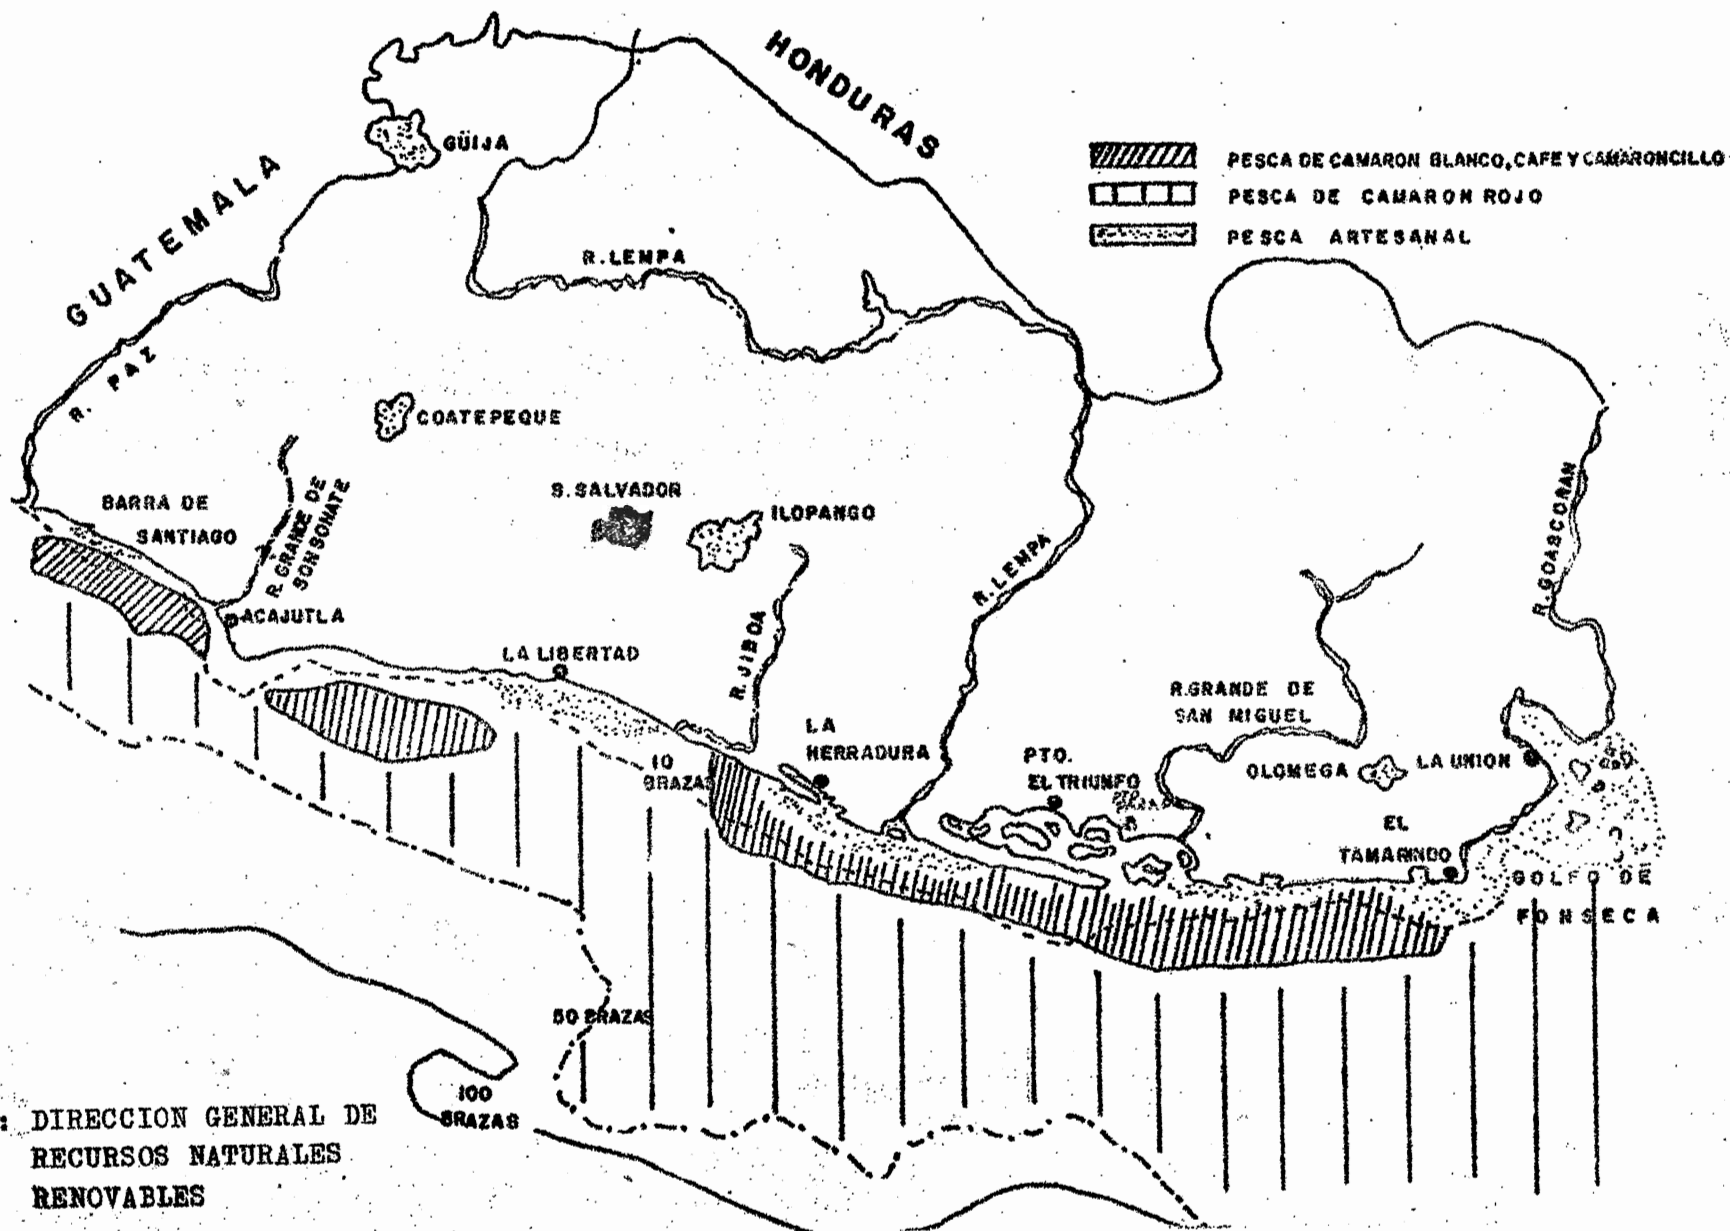 HONDURAS
GUATEMALA
GÜIJA
PESCA DE CAMARON BLANCO, CAFE Y CAMARONCILLO
PESCA DE CAMARON ROJO
PESCA ARTESANAL
R. LEMPA
R. PAZ
COATEPEQUE
BARRA DE
SANTIAGO
R. GRANDE DE
SONSONATE
S. SALVADOR
ILOPANGO
R. LEMPA
R. GOASCORAN
ACAJUTLA
LA LIBERTAD
R. JIBOA
R. GRANDE DE
SAN MIGUEL
LA
HERRADURA
PTO.
EL TRIUNFO
OLOMEGA
LA UNION
10
BRAZAS
EL
TAMARINDO
GOLFO DE
FONSECA
50 BRAZAS
100
BRAZAS
: DIRECCION GENERAL DE
RECURSOS NATURALES
RENOVABLES